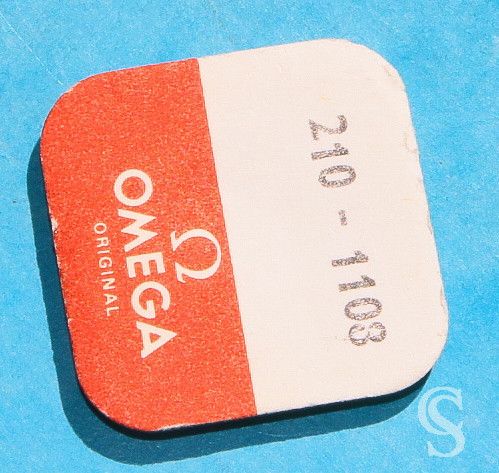 Ω
OMEGA
ORIGINAL
210-1108